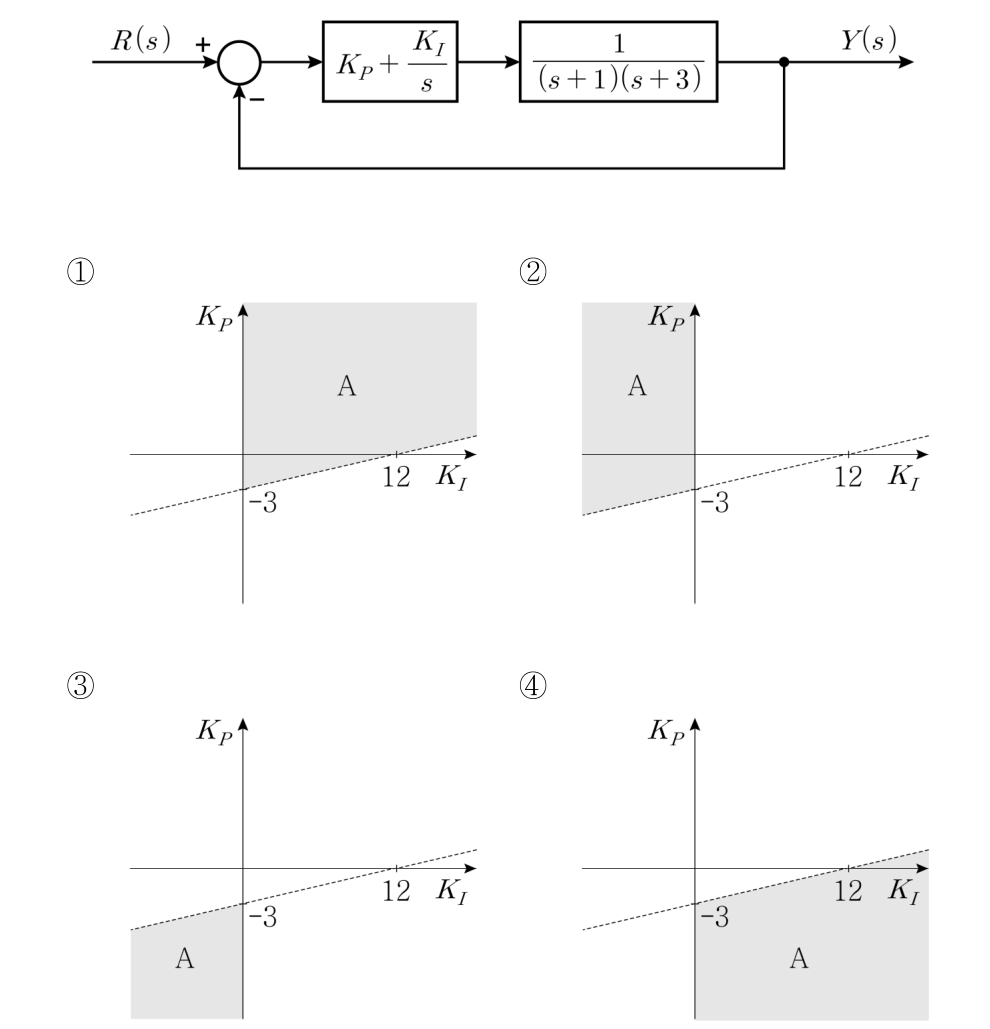 R(s) + K_P + K_I/s 1/((s+1)(s+3)) Y(s)
−
① ②
K_P K_P
A A
12 K_I 12 K_I
-3 -3
③ ④
K_P K_P
12 K_I 12 K_I
-3 -3
A A